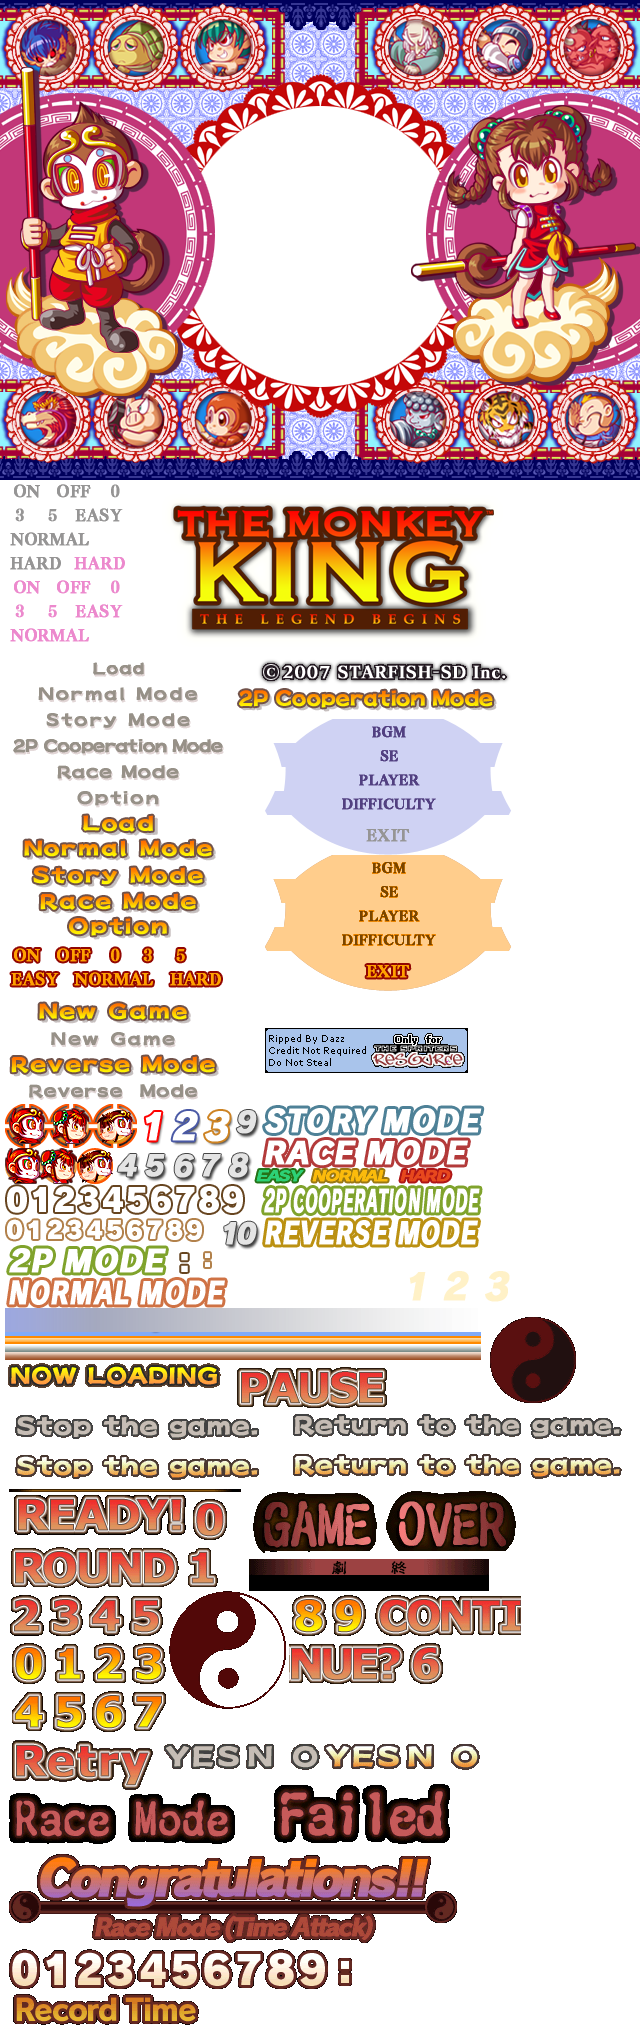 ON OFF 0
3 5 EASY
NORMAL
HARD HARD
ON OFF 0
3 5 EASY
NORMAL
THE MONKEY
KING
THE LEGEND BEGINS
Load
Normal Mode
Story Mode
2P Cooperation Mode
Race Mode
Option
Load
Normal Mode
Story Mode
Race Mode
Option
ON OFF 0 3 5
EASY NORMAL HARD
New Game
New Game
Reverse Mode
Reverse Mode
©2007 STARFISH-SD Inc.
2P Cooperation Mode
BGM
SE
PLAYER
DIFFICULTY
EXIT
BGM
SE
PLAYER
DIFFICULTY
EXIT
Ripped By Dazz
Credit Not Required
Do Not Steal
Only for
THE SPRITERS
RESOURCE
1 2 3 9
4 5 6 7 8
0123456789
0123456789 10
2P MODE : :
NORMAL MODE
STORY MODE
RACE MODE
EASY NORMAL HARD
2P COOPERATION MODE
REVERSE MODE
1 2 3
NOW LOADING
PAUSE
Stop the game. Return to the game.
Stop the game. Return to the game.
READY! 0
GAME OVER
劇 終
ROUND 1
2 3 4 5
8 9 CONTI
0 1 2 3
NUE? 6
4 5 6 7
Retry YES N O YES N O
Race Mode Failed
Congratulations!!
Race Mode (Time Attack)
0123456789:
Record Time